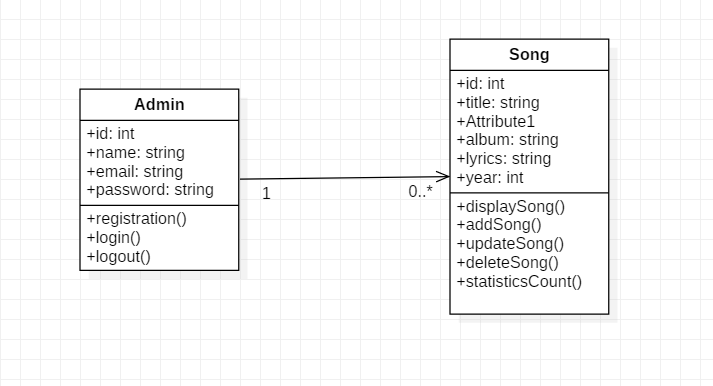 Admin
+id: int
+name: string
+email: string
+password: string
+registration()
+login()
+logout()
1
0..*
Song
+id: int
+title: string
+Attribute1
+album: string
+lyrics: string
+year: int
+displaySong()
+addSong()
+updateSong()
+deleteSong()
+statisticsCount()